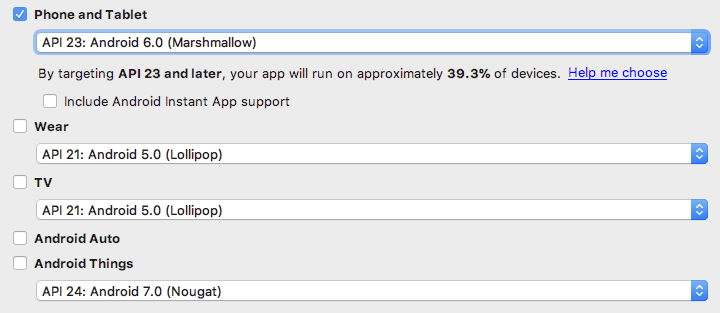 Phone and Tablet
API 23: Android 6.0 (Marshmallow)
By targeting API 23 and later, your app will run on approximately 39.3% of devices. Help me choose
Include Android Instant App support
Wear
API 21: Android 5.0 (Lollipop)
TV
API 21: Android 5.0 (Lollipop)
Android Auto
Android Things
API 24: Android 7.0 (Nougat)